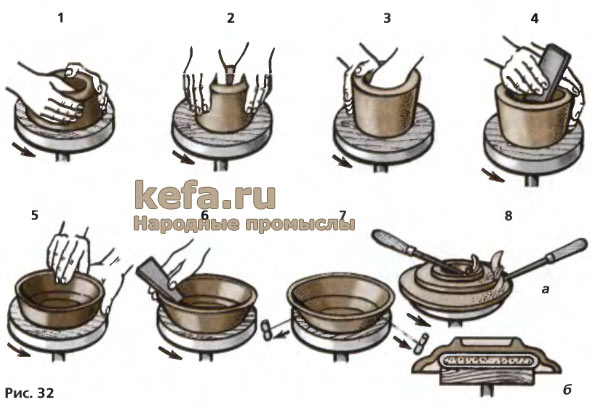 1 2 3 4
kefa.ru
Народные промыслы
5 6 7 8
а
б
Рис. 32